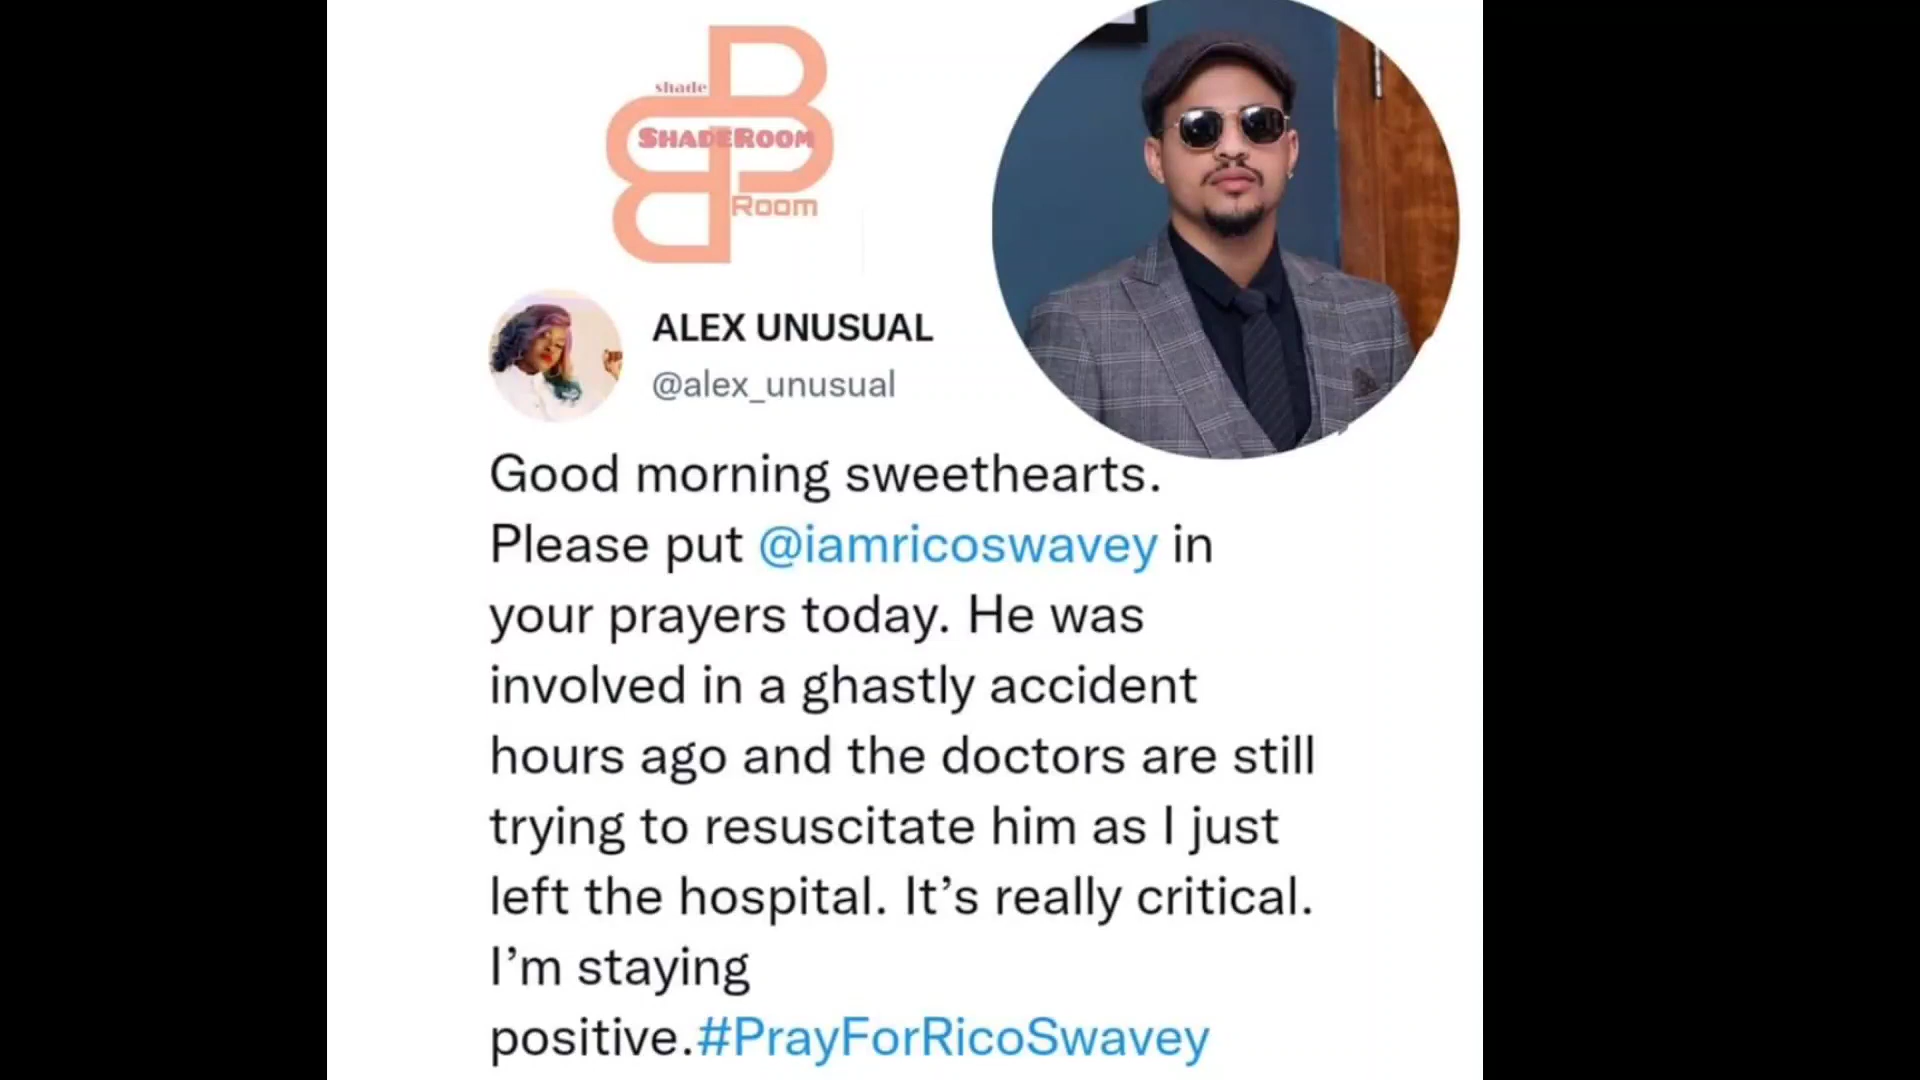 shade
SHADEROOM
Room
ALEX UNUSUAL
@alex_unusual
Good morning sweethearts.
Please put @iamricoswavey in
your prayers today. He was
involved in a ghastly accident
hours ago and the doctors are still
trying to resuscitate him as I just
left the hospital. It’s really critical.
I’m staying
positive.#PrayForRicoSwavey